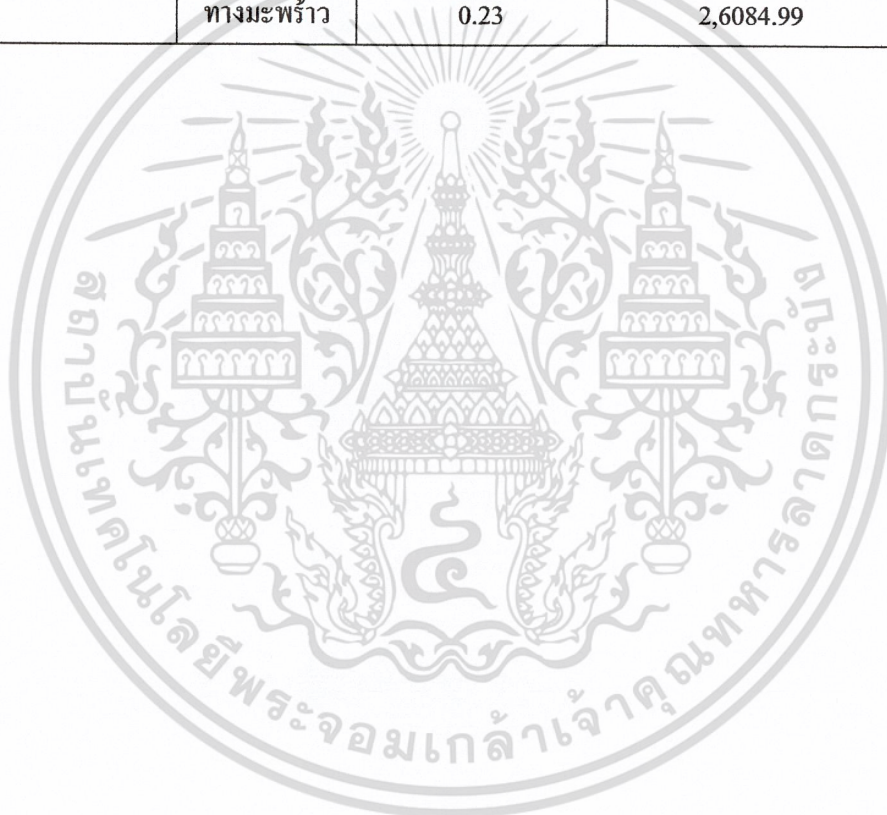 ทางมะพร้าว 0.23 2,6084.99
สถาบันเทคโนโลยีพระจอมเกล้าเจ้าคุณทหารลาดกระบัง